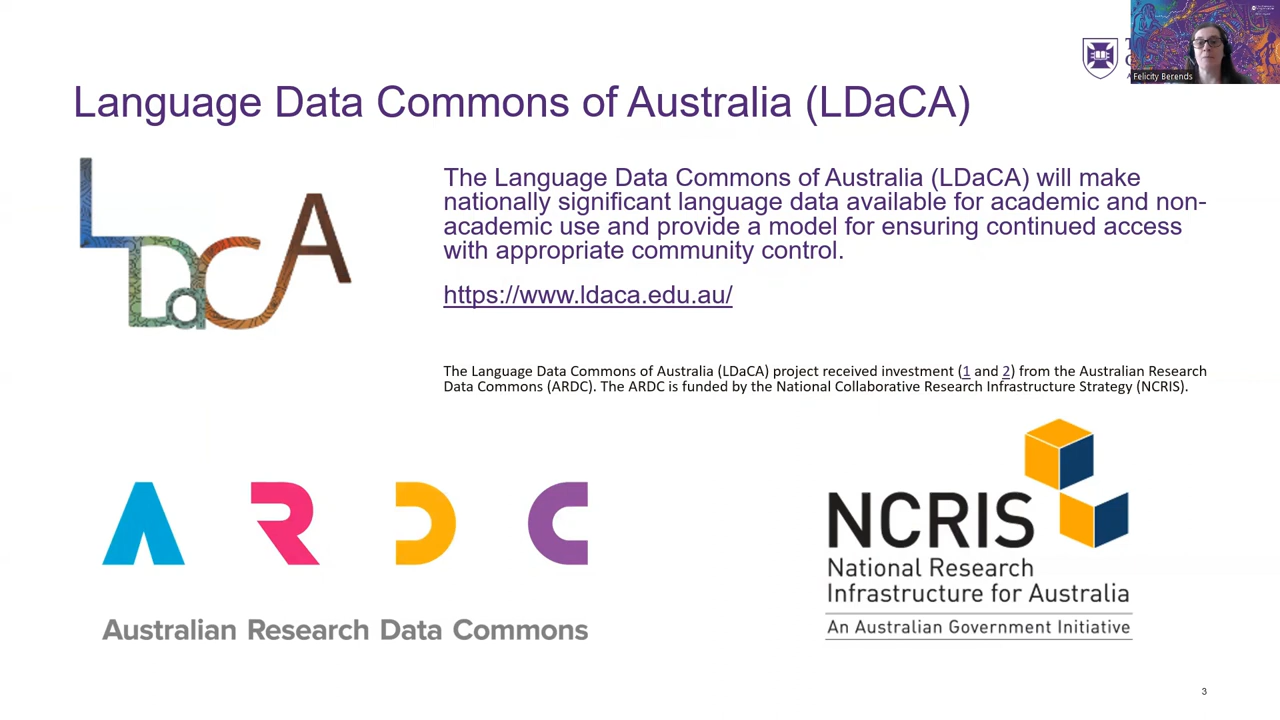 Felicity Berends
Language Data Commons of Australia (LDaCA)
LDaCA
The Language Data Commons of Australia (LDaCA) will make
nationally significant language data available for academic and non-
academic use and provide a model for ensuring continued access
with appropriate community control.
https://www.ldaca.edu.au/
The Language Data Commons of Australia (LDaCA) project received investment (1 and 2) from the Australian Research
Data Commons (ARDC). The ARDC is funded by the National Collaborative Research Infrastructure Strategy (NCRIS).
ARDC
Australian Research Data Commons
NCRIS
National Research
Infrastructure for Australia
An Australian Government Initiative
3